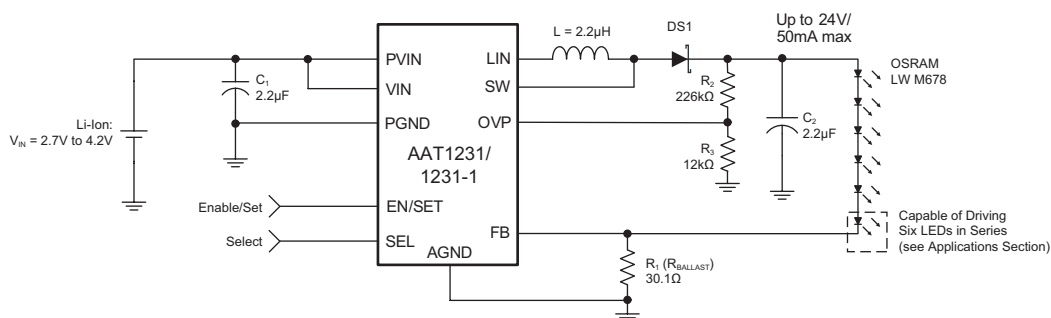 Up to 24V/
50mA max
L = 2.2μH
DS1
PVIN
LIN
OSRAM
LW M678
C1
2.2μF
R2
226kΩ
VIN
SW
Li-Ion:
VIN = 2.7V to 4.2V
PGND
OVP
C2
2.2μF
R3
12kΩ
AAT1231/
1231-1
Enable/Set
EN/SET
Select
SEL
FB
AGND
Capable of Driving
Six LEDs in Series
(see Applications Section)
R1 (RBALLAST)
30.1Ω